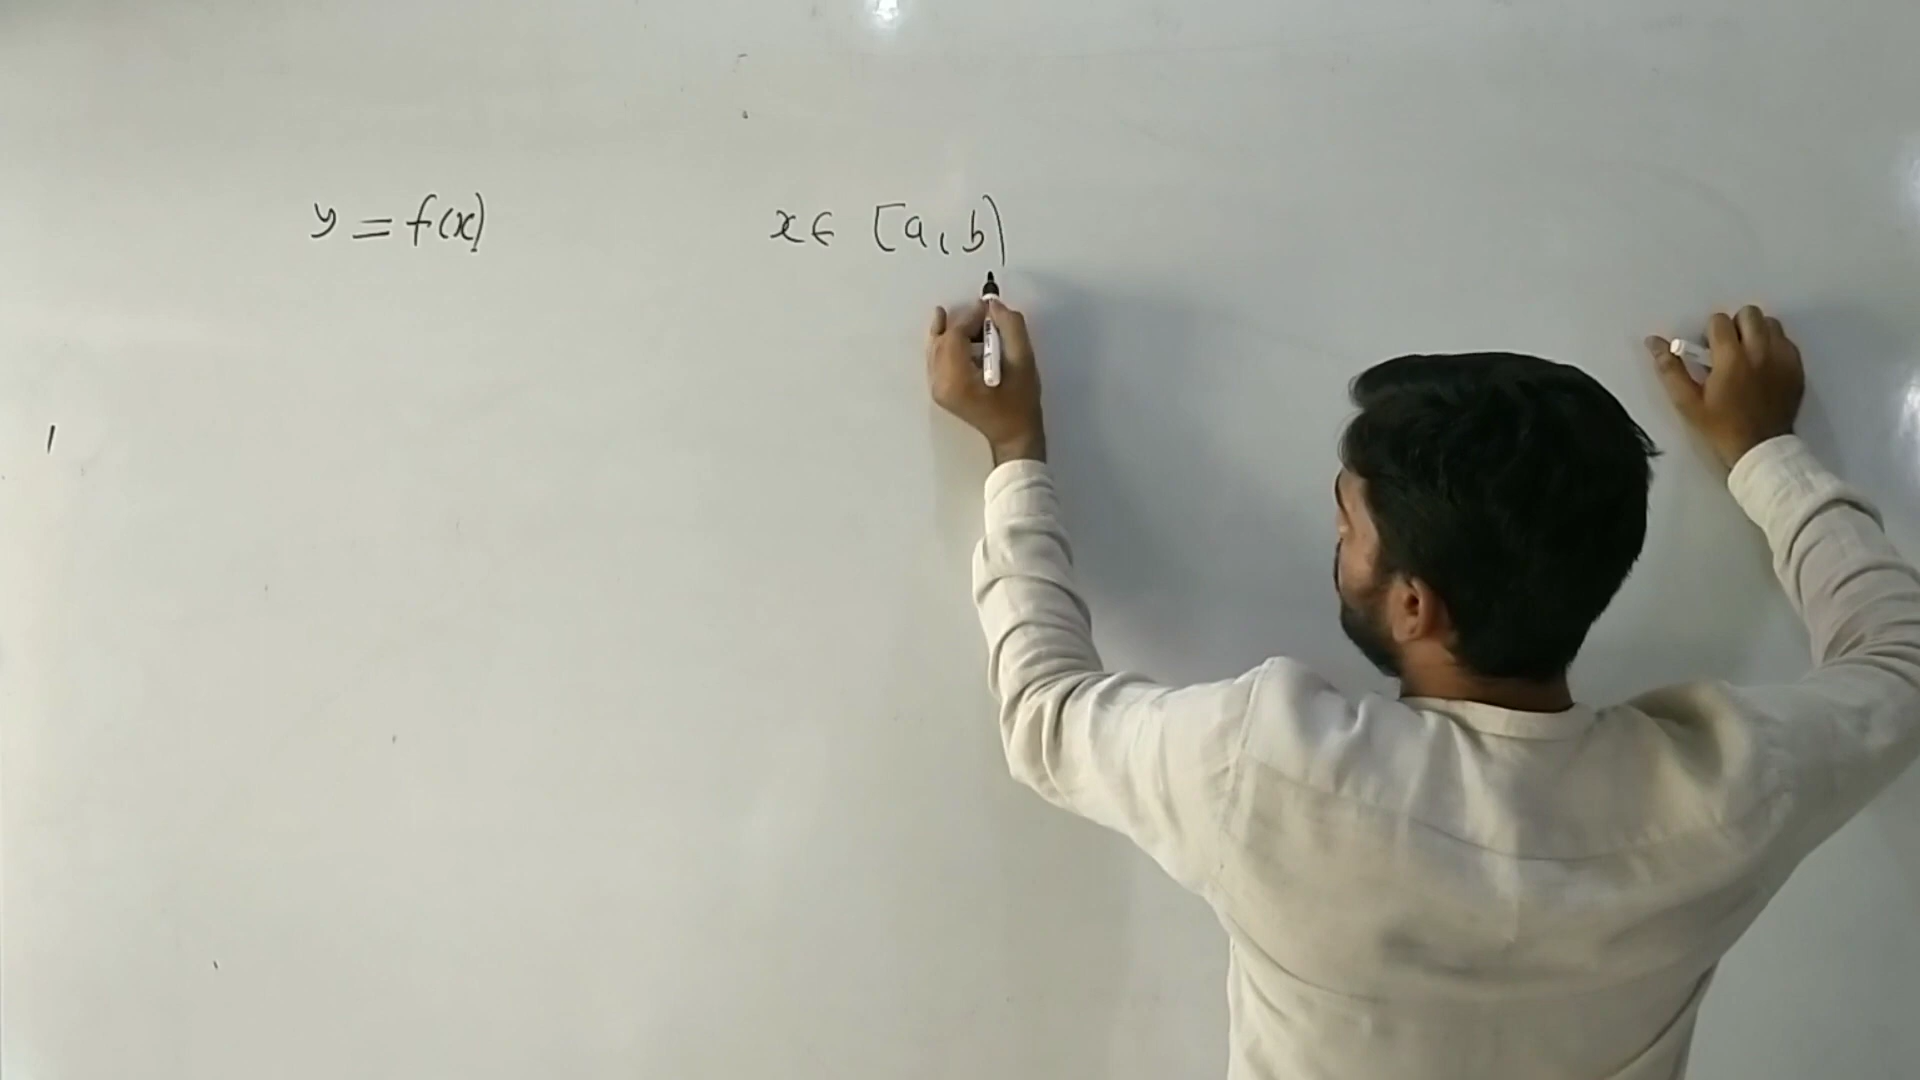 y = f(x) x ∈ [a, b)